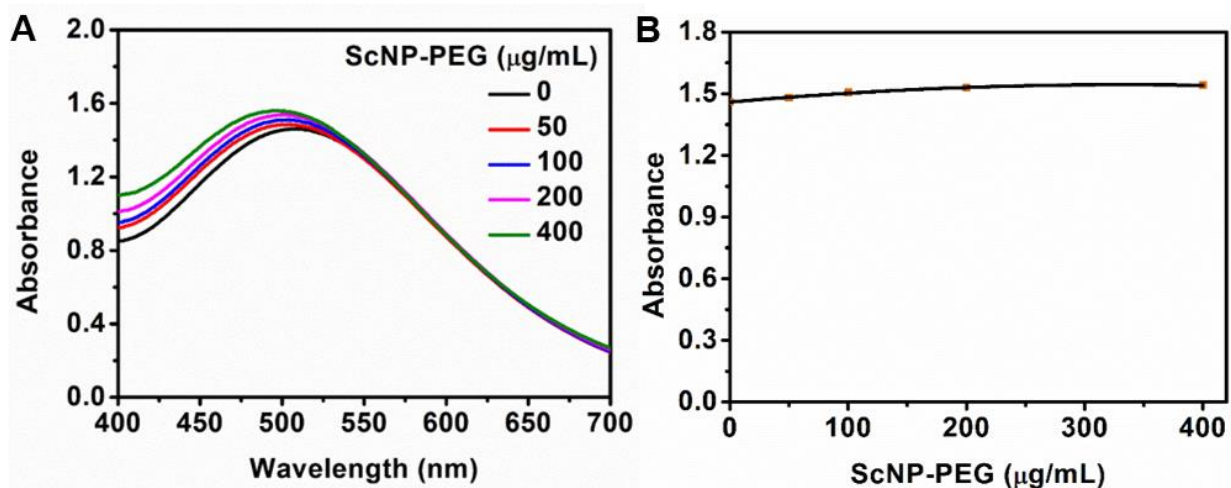 A
2.0
1.6
1.2
0.8
0.4
0.0
Absorbance
ScNP-PEG (μg/mL)
0
50
100
200
400
400 450 500 550 600 650 700
Wavelength (nm)
B
1.8
1.5
1.2
0.9
0.6
0.3
0.0
Absorbance
0 100 200 300 400
ScNP-PEG (μg/mL)